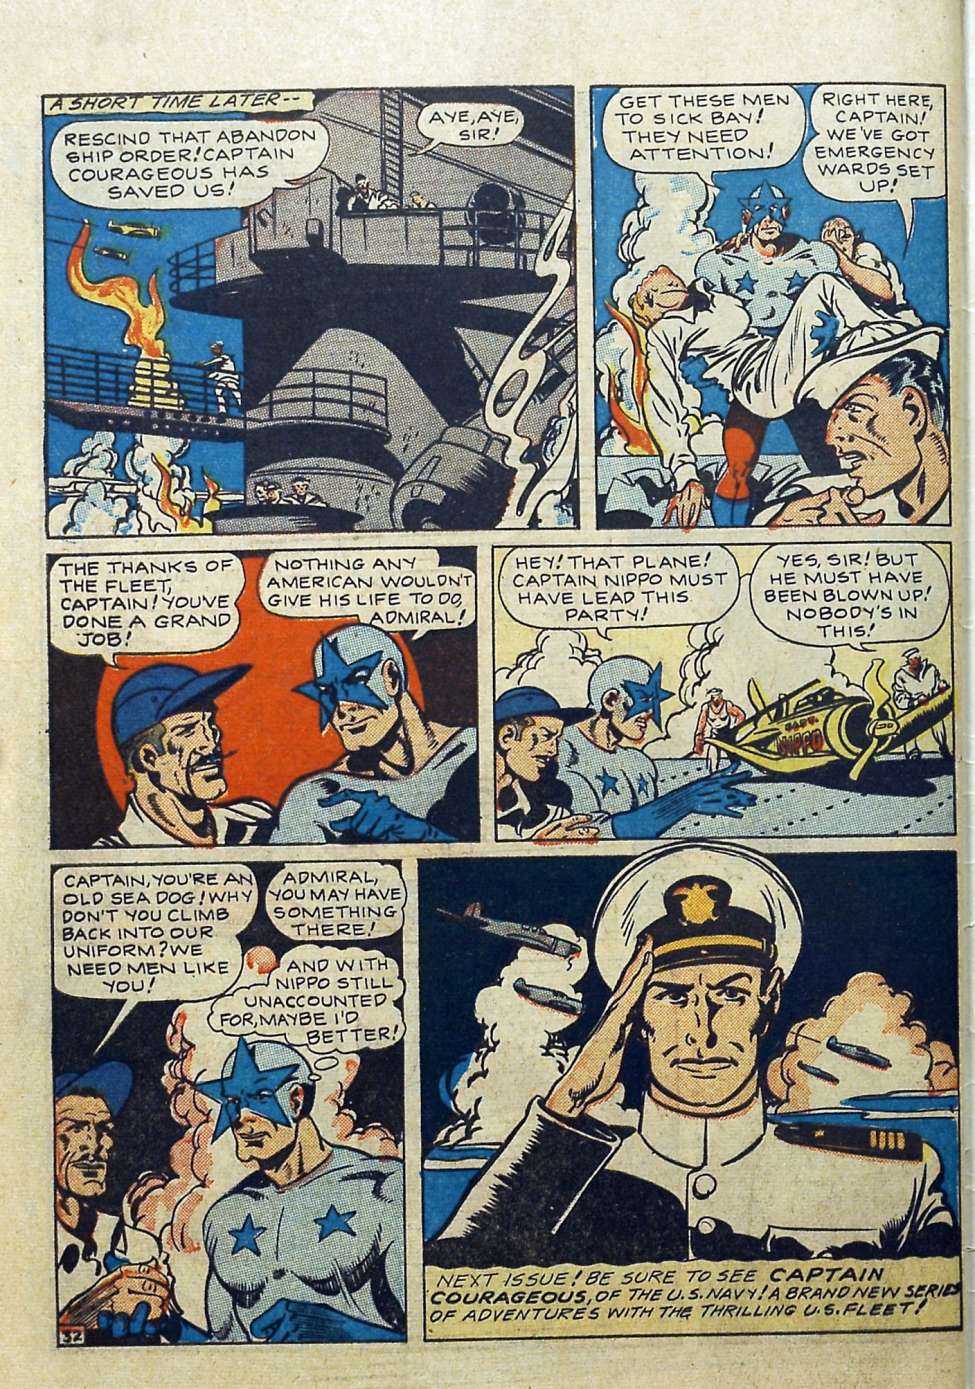 A SHORT TIME LATER--
RESCIND THAT ABANDON
SHIP ORDER! CAPTAIN
COURAGEOUS HAS
SAVED US!
AYE, AYE,
SIR!
GET THESE MEN
TO SICK BAY!
THEY NEED
ATTENTION!
RIGHT HERE,
CAPTAIN!
WE'VE GOT
EMERGENCY
WARDS SET
UP!
THE THANKS OF
THE FLEET,
CAPTAIN! YOU'VE
DONE A GRAND
JOB!
NOTHING ANY
AMERICAN WOULDN'T
GIVE HIS LIFE TO DO,
ADMIRAL!
HEY! THAT PLANE!
CAPTAIN NIPPO MUST
HAVE LEAD THIS
PARTY!
YES, SIR! BUT
HE MUST HAVE
BEEN BLOWN UP!
NOBODY'S IN
THIS!
CAPT.
NIPPO
CAPTAIN, YOU'RE AN
OLD SEA DOG! WHY
DON'T YOU CLIMB
BACK INTO OUR
UNIFORM? WE
NEED MEN LIKE
YOU!
ADMIRAL,
YOU MAY HAVE
SOMETHING
THERE!
AND WITH
NIPPO STILL
UNACCOUNTED
FOR, MAYBE I'D
BETTER!
32
NEXT ISSUE! BE SURE TO SEE CAPTAIN
COURAGEOUS, OF THE U.S. NAVY! A BRAND NEW SERIES
OF ADVENTURES WITH THE THRILLING U.S. FLEET!